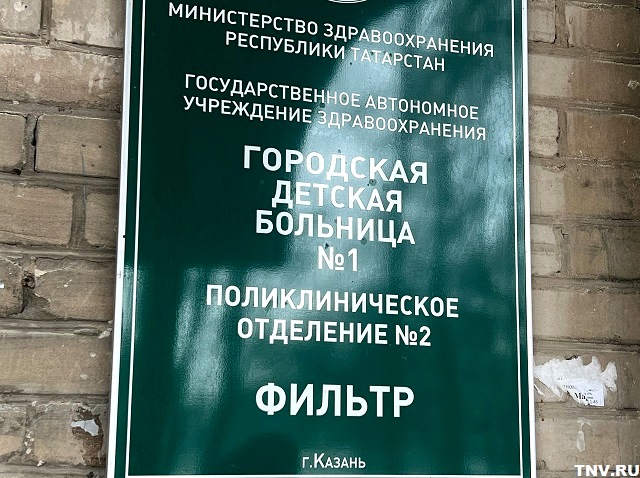 МИНИСТЕРСТВО ЗДРАВООХРАНЕНИЯ
РЕСПУБЛИКИ ТАТАРСТАН
ГОСУДАРСТВЕННОЕ АВТОНОМНОЕ
УЧРЕЖДЕНИЕ ЗДРАВООХРАНЕНИЯ
ГОРОДСКАЯ
ДЕТСКАЯ
БОЛЬНИЦА
№1
ПОЛИКЛИНИЧЕСКОЕ
ОТДЕЛЕНИЕ №2
ФИЛЬТР
г.Казань
TNV.RU